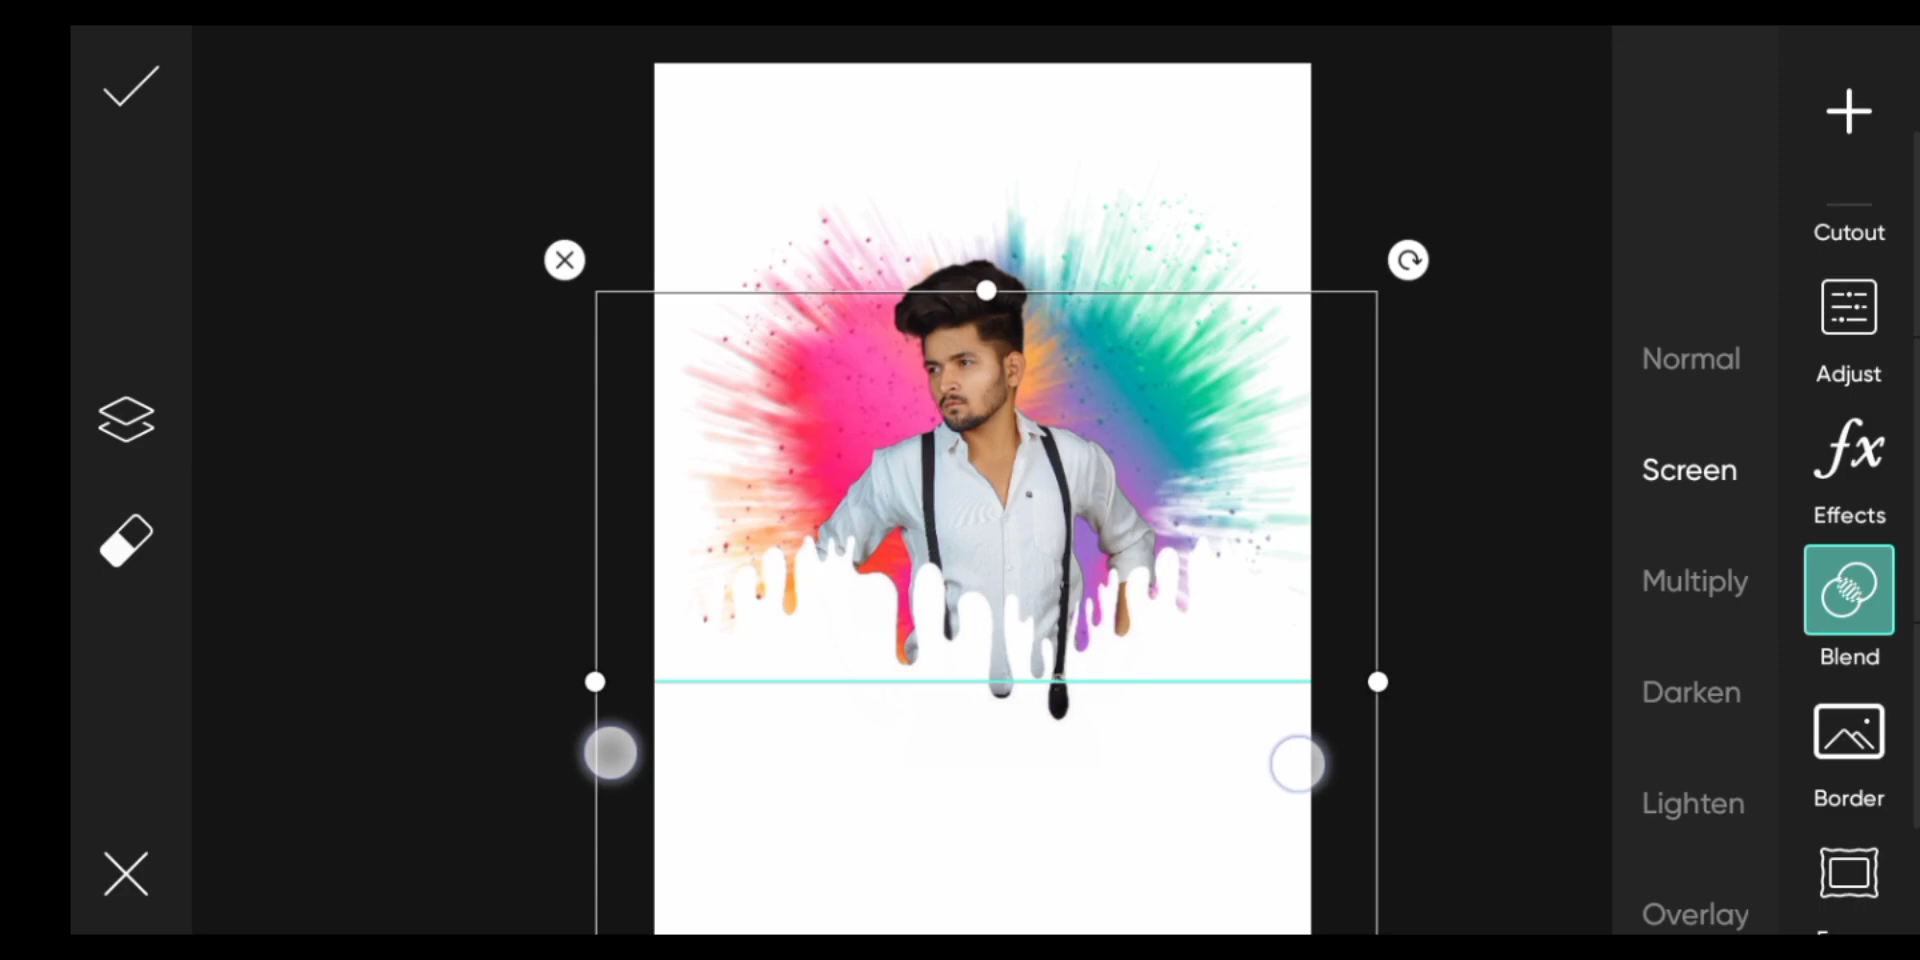 Normal
Screen
Multiply
Darken
Lighten
Overlay
Cutout
Adjust
fx
Effects
Blend
Border